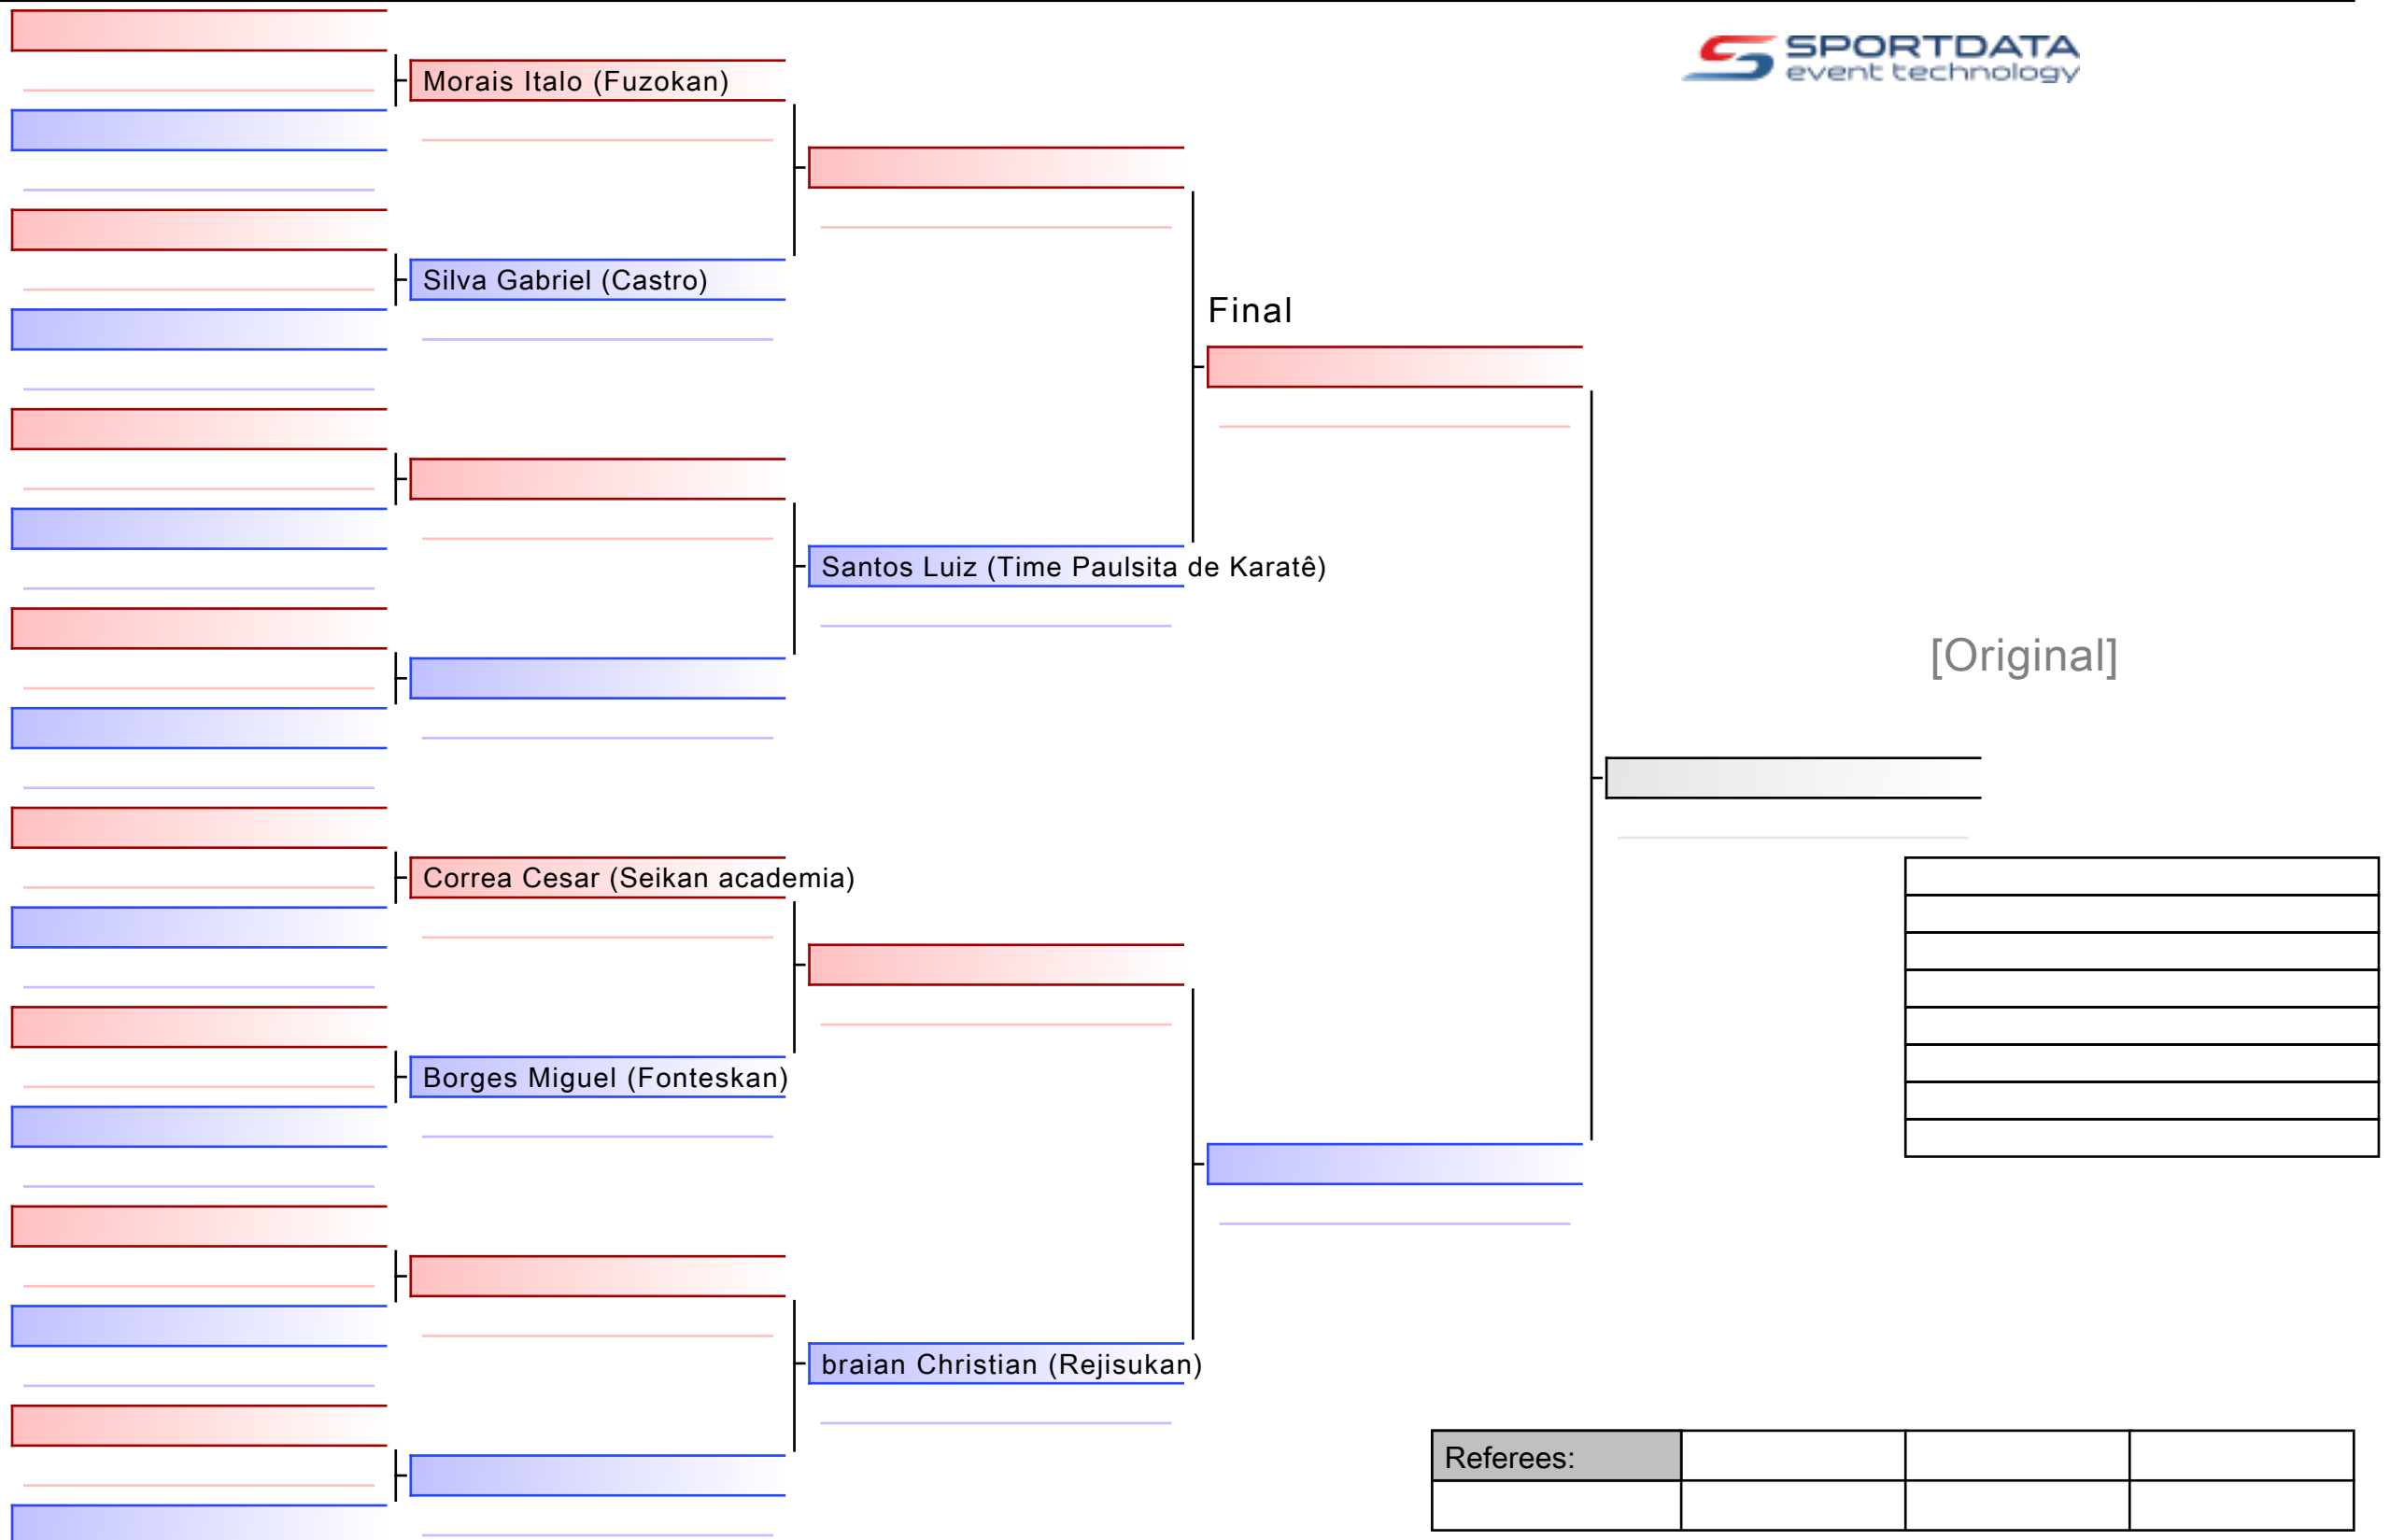 SPORTDATA
event technology
Morais Italo (Fuzokan)
Silva Gabriel (Castro)
Final
Santos Luiz (Time Paulsita de Karatê)
[Original]
Correa Cesar (Seikan academia)
Borges Miguel (Fonteskan)
braian Christian (Rejisukan)
Referees: